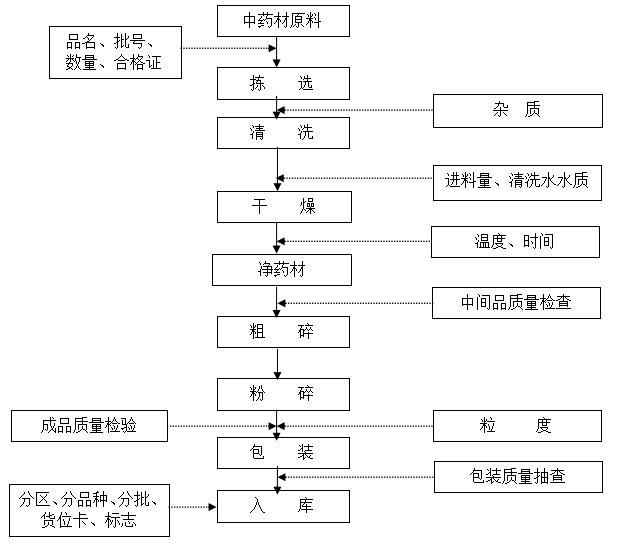 中药材原料
品名、批号、
数量、合格证
拣 选
杂 质
清 洗
进料量、清洗水水质
干 燥
温度、时间
净药材
中间品质量检查
粗 碎
粉 碎
成品质量检验
粒 度
包 装
包装质量抽查
分区、分品种、分批、
货位卡、标志
入 库